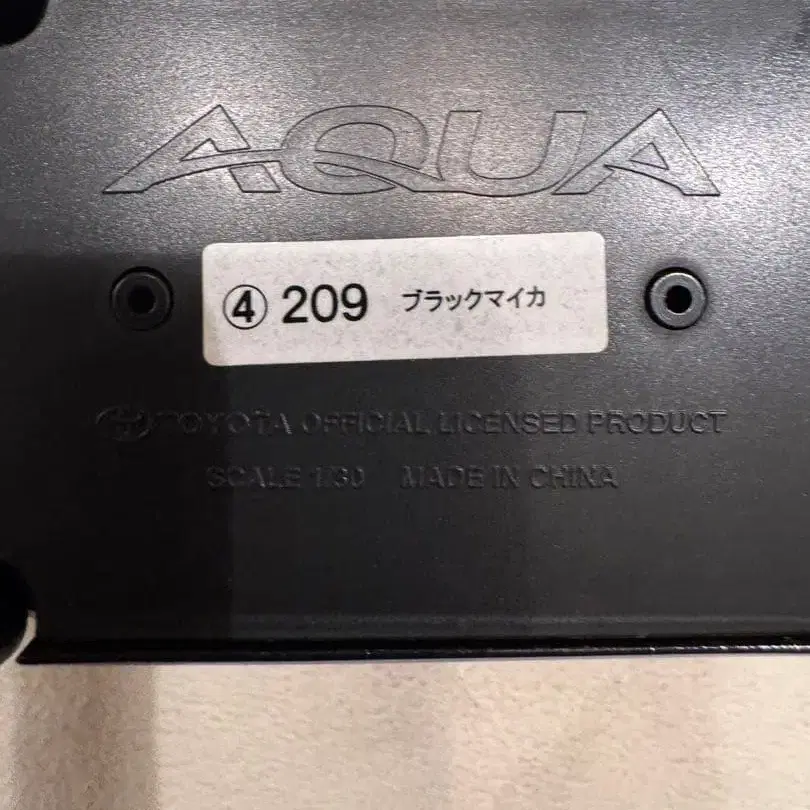 AQUA
④ 209 ブラックマイカ
TOYOTA OFFICIAL LICENSED PRODUCT
SCALE 1/30 MADE IN CHINA